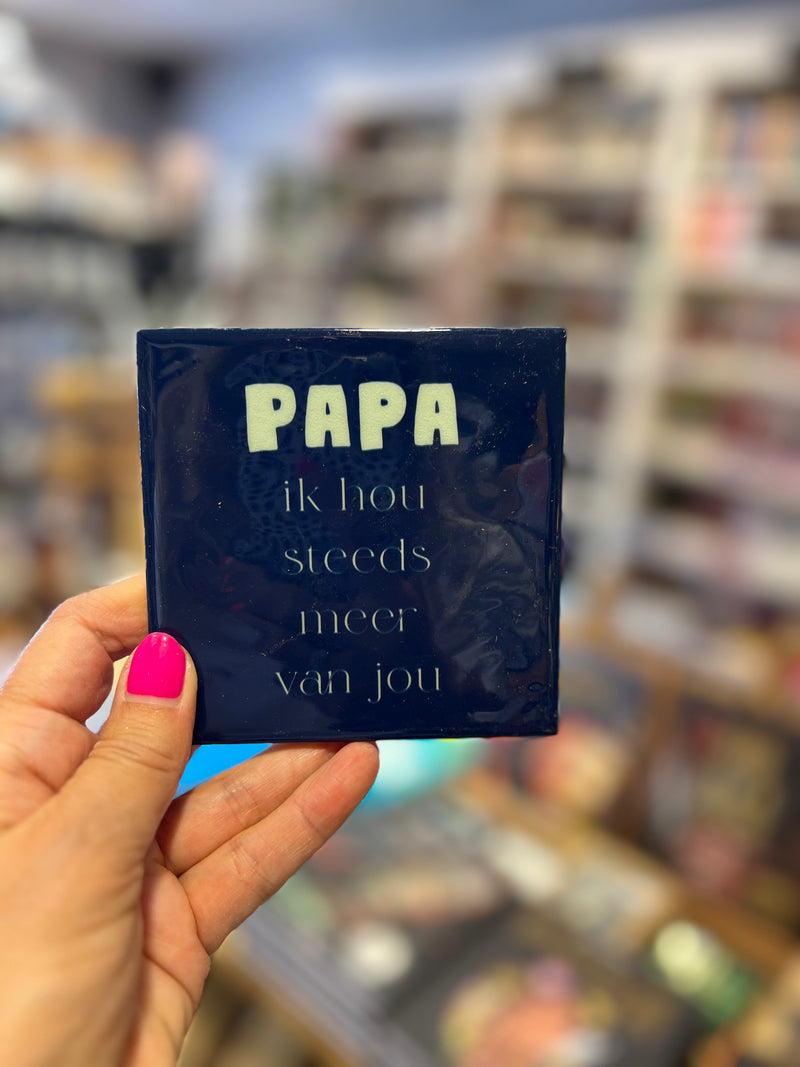 PAPA
ik hou
steeds
meer
van jou